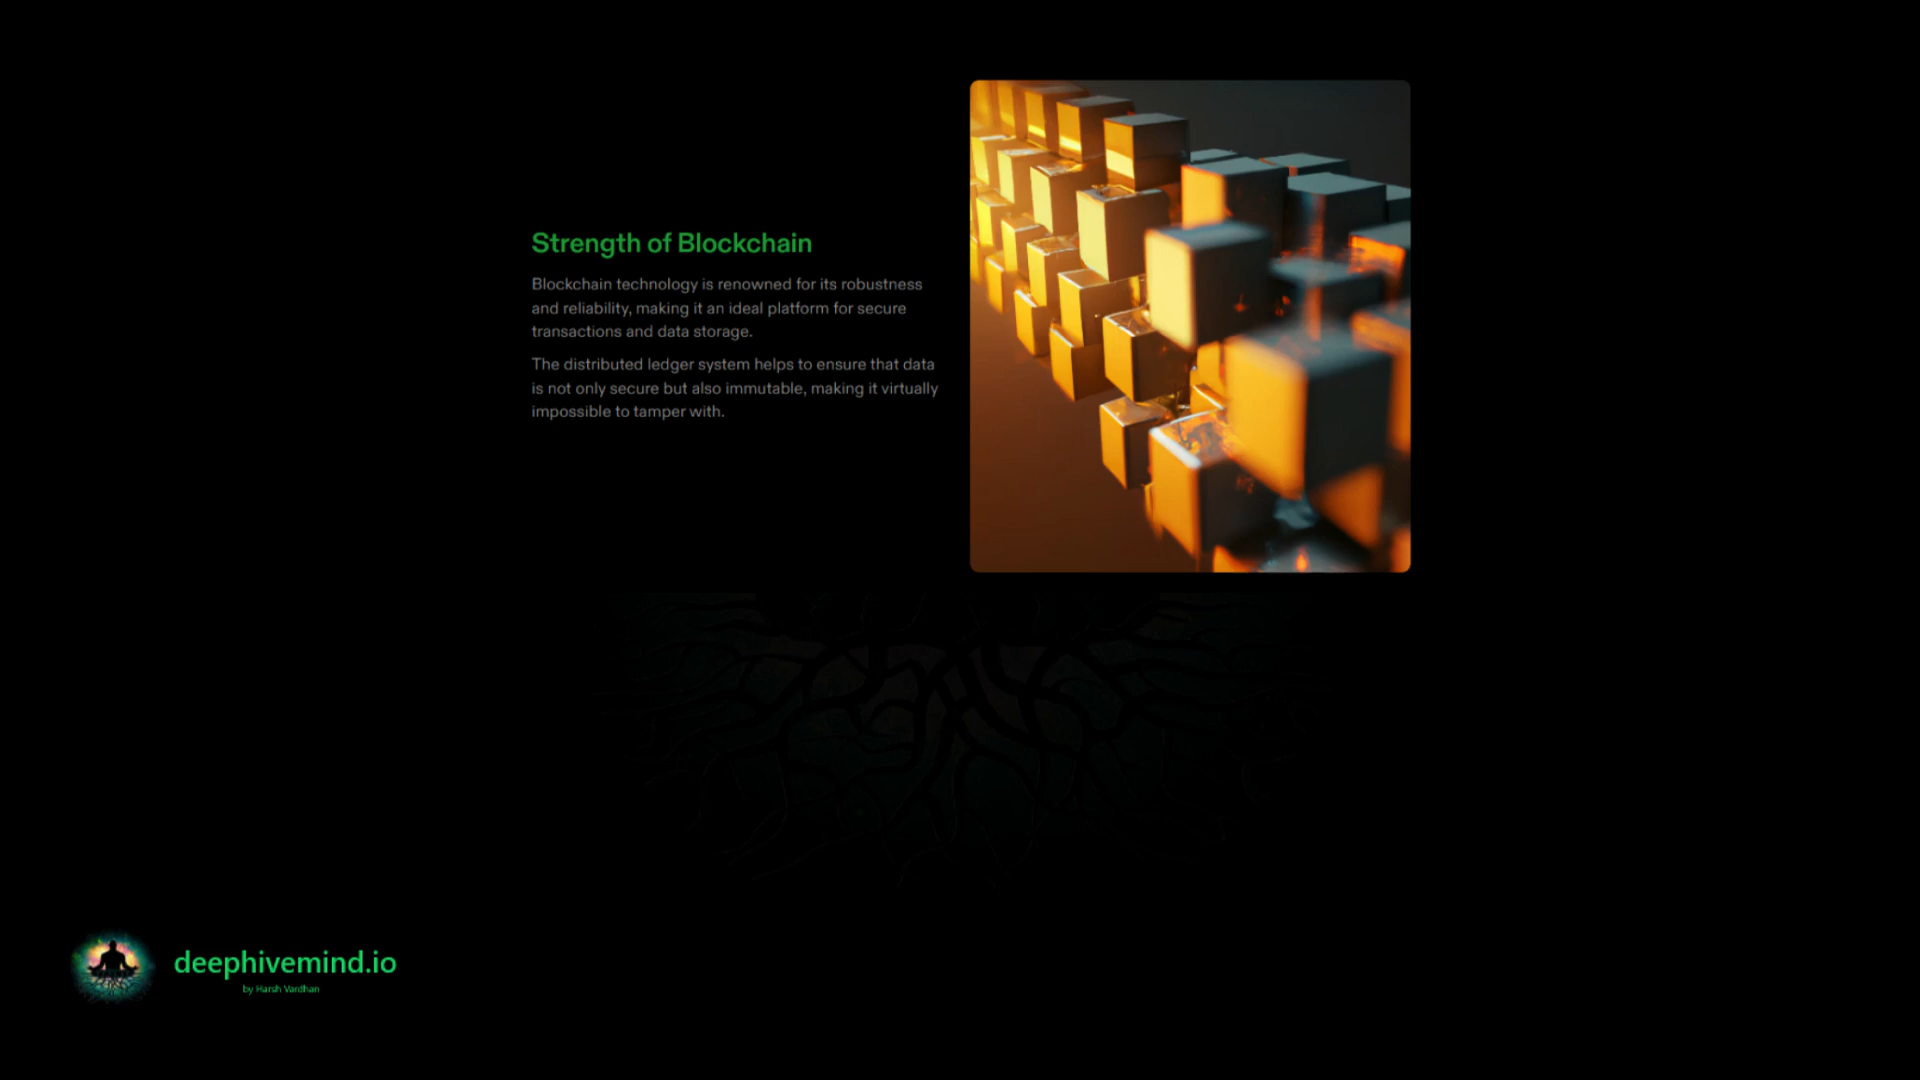 Strength of Blockchain
Blockchain technology is renowned for its robustness
and reliability, making it an ideal platform for secure
transactions and data storage.
The distributed ledger system helps to ensure that data
is not only secure but also immutable, making it virtually
impossible to tamper with.
deephivemind.io
by Harsh Vardhan